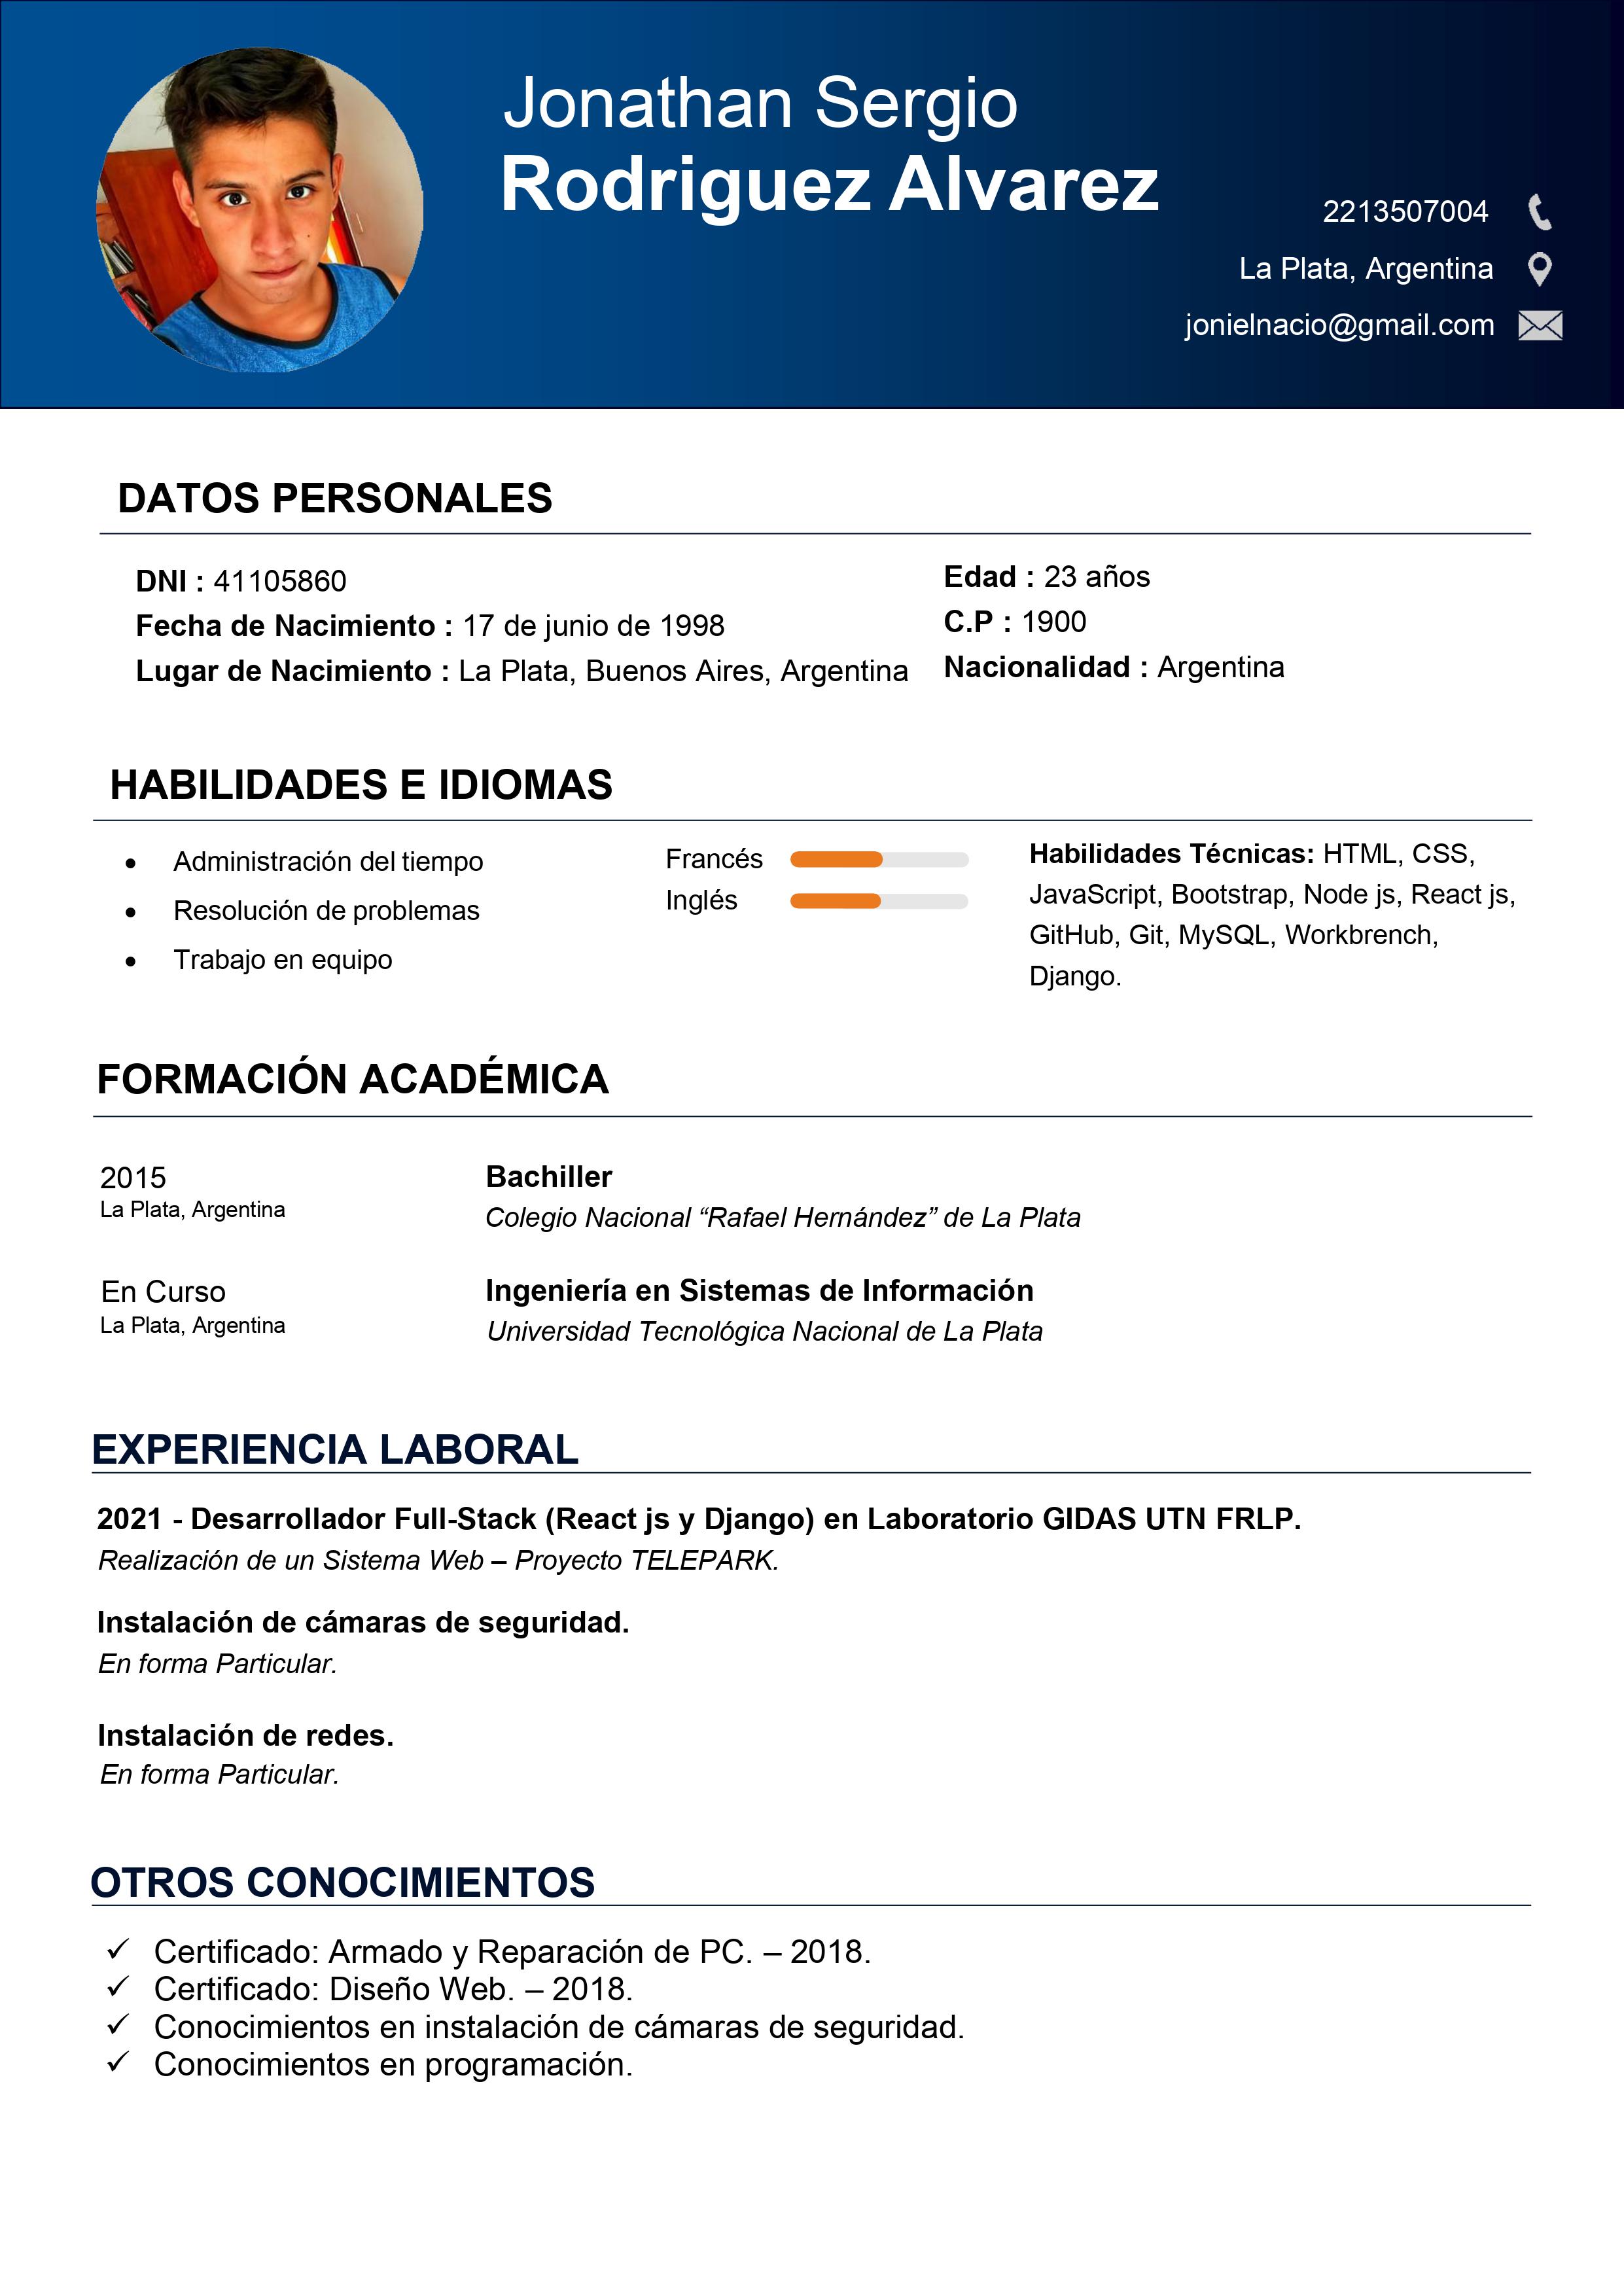 Jonathan Sergio
Rodriguez Alvarez
2213507004
La Plata, Argentina
jonielnacio@gmail.com
DATOS PERSONALES
DNI : 41105860
Fecha de Nacimiento : 17 de junio de 1998
Lugar de Nacimiento : La Plata, Buenos Aires, Argentina
Edad : 23 años
C.P : 1900
Nacionalidad : Argentina
HABILIDADES E IDIOMAS
• Administración del tiempo
• Resolución de problemas
• Trabajo en equipo
Francés
Inglés
Habilidades Técnicas: HTML, CSS,
JavaScript, Bootstrap, Node js, React js,
GitHub, Git, MySQL, Workbrench,
Django.
FORMACIÓN ACADÉMICA
2015
La Plata, Argentina
Bachiller
Colegio Nacional “Rafael Hernández” de La Plata
En Curso
La Plata, Argentina
Ingeniería en Sistemas de Información
Universidad Tecnológica Nacional de La Plata
EXPERIENCIA LABORAL
2021 - Desarrollador Full-Stack (React js y Django) en Laboratorio GIDAS UTN FRLP.
Realización de un Sistema Web – Proyecto TELEPARK.
Instalación de cámaras de seguridad.
En forma Particular.
Instalación de redes.
En forma Particular.
OTROS CONOCIMIENTOS
✓ Certificado: Armado y Reparación de PC. – 2018.
✓ Certificado: Diseño Web. – 2018.
✓ Conocimientos en instalación de cámaras de seguridad.
✓ Conocimientos en programación.